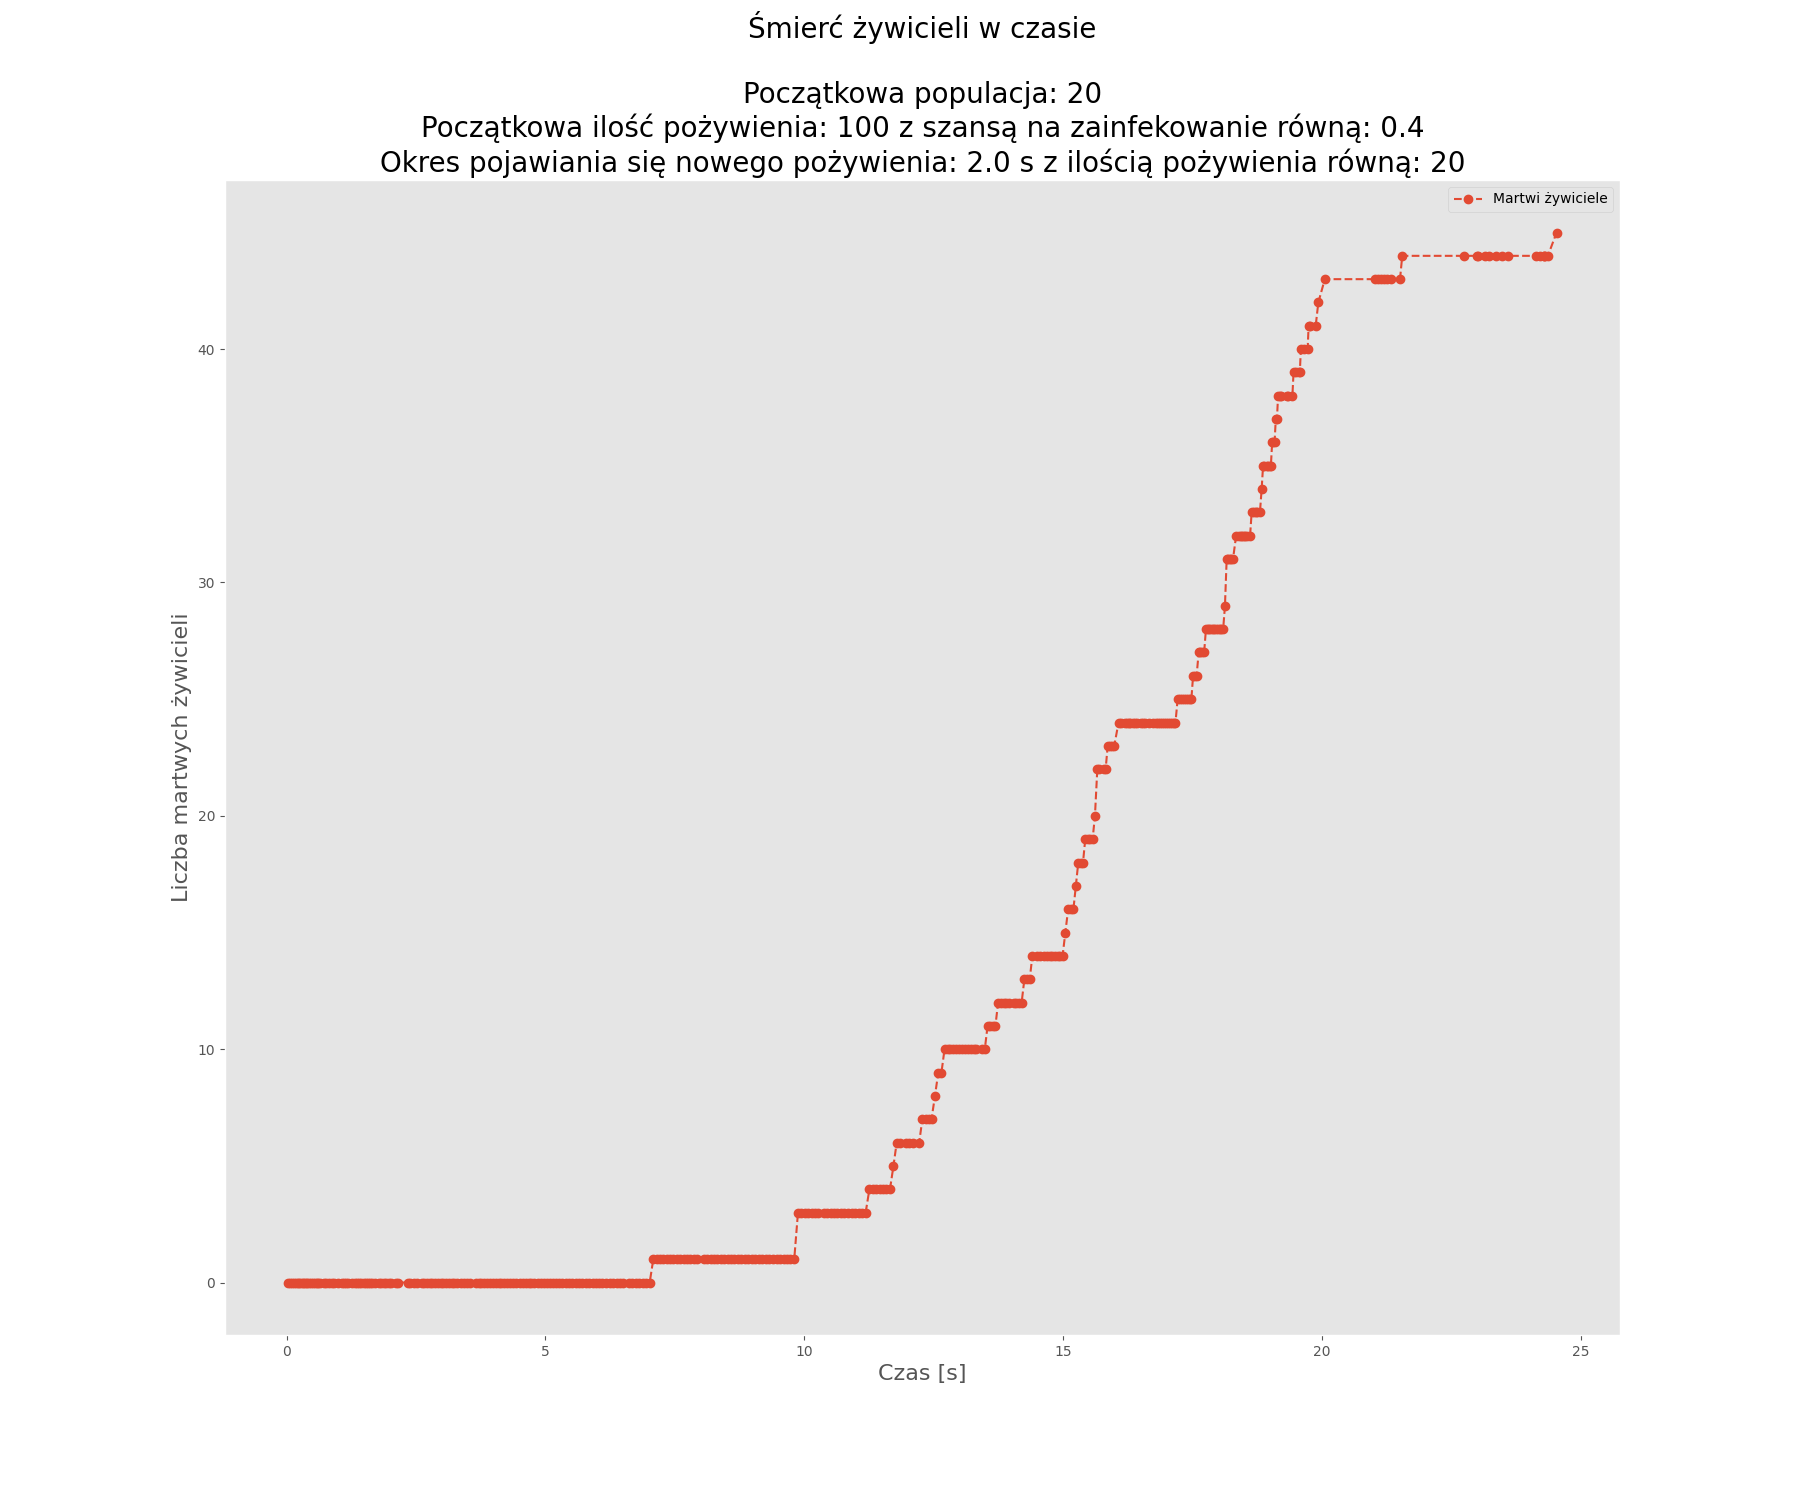 Śmierć żywicieli w czasie
Początkowa populacja: 20
Początkowa ilość pożywienia: 100 z szansą na zainfekowanie równą: 0.4
Okres pojawiania się nowego pożywienia: 2.0 s z ilością pożywienia równą: 20
Martwi żywiciele
40
30
20
10
0
Liczba martwych żywicieli
0 5 10 15 20 25
Czas [s]